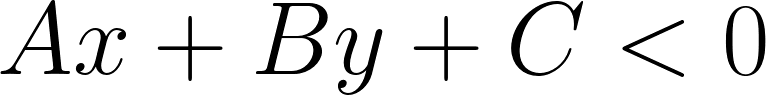 Ax + By + C < 0